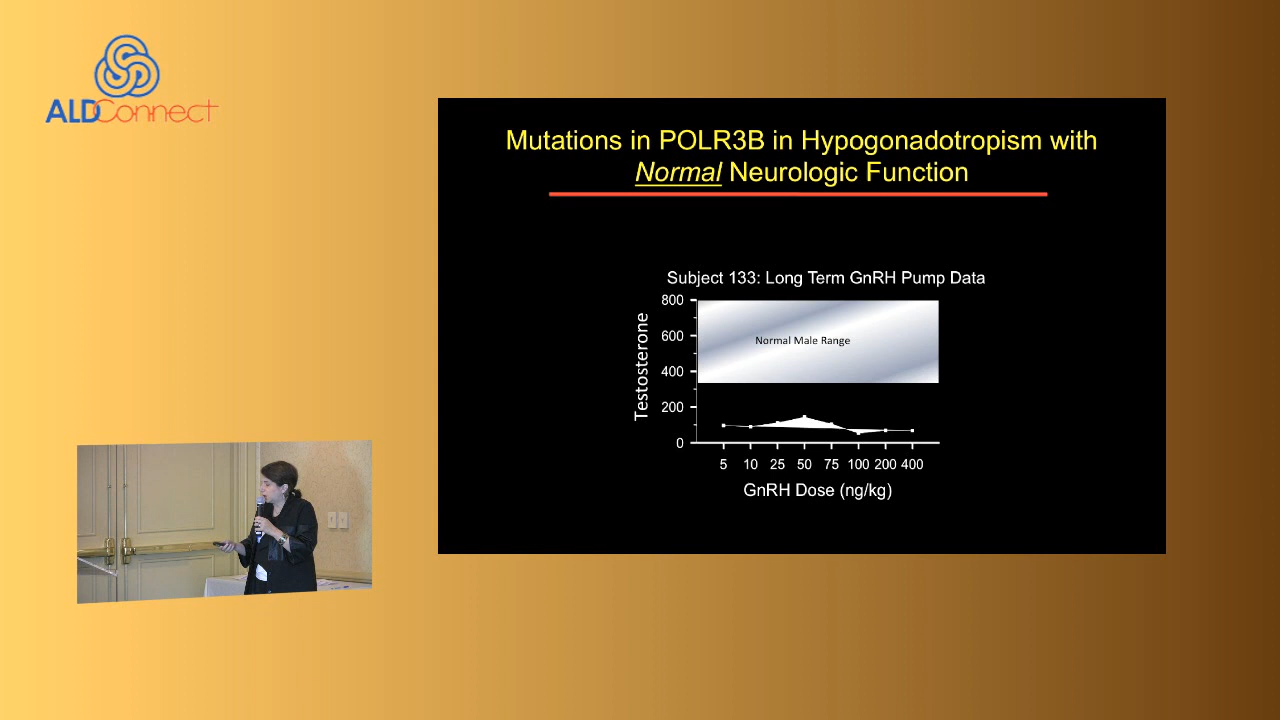 ALDConnect
Mutations in POLR3B in Hypogonadotropism with
Normal Neurologic Function
Subject 133: Long Term GnRH Pump Data
800
600
400
200
0
Testosterone
Normal Male Range
5 10 25 50 75 100 200 400
GnRH Dose (ng/kg)